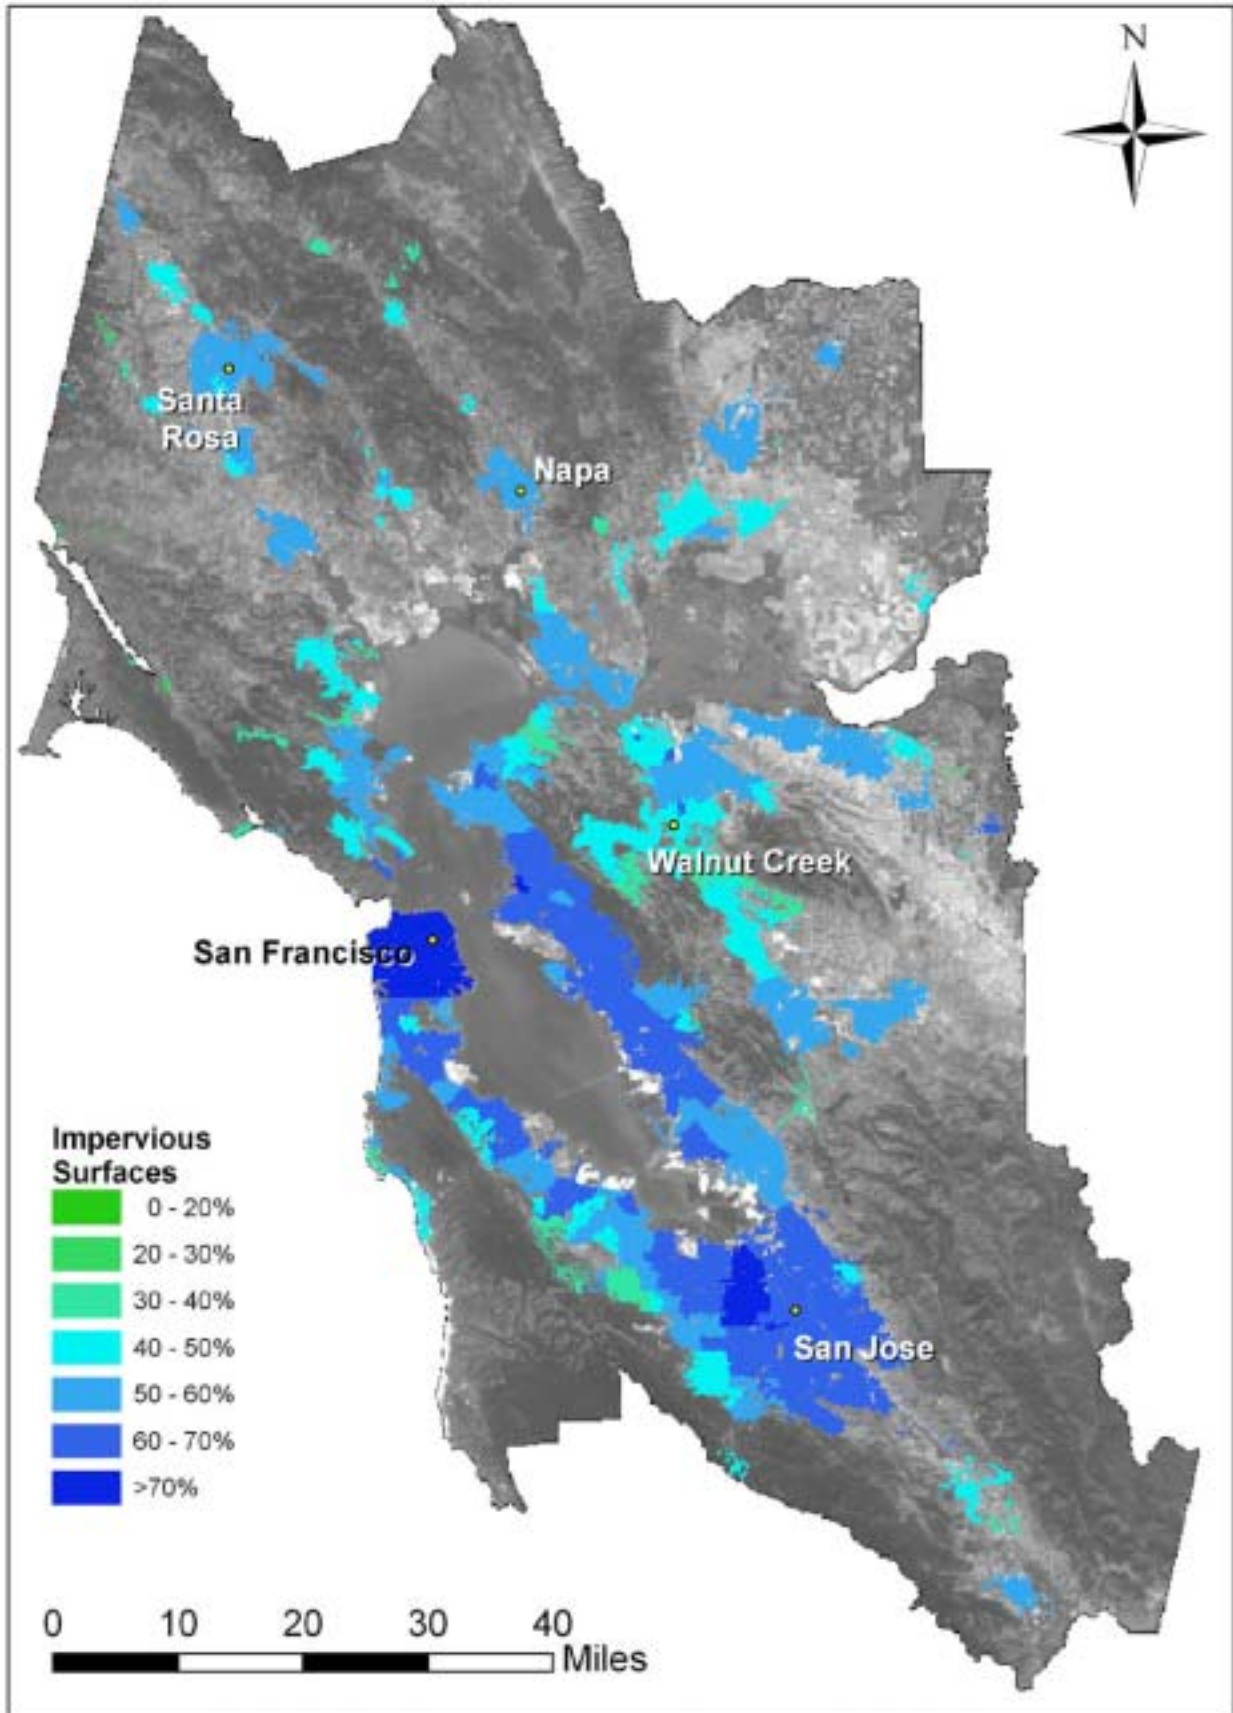 N
Santa
Rosa
Napa
Walnut Creek
San Francisco
San Jose
Impervious
Surfaces
0 - 20%
20 - 30%
30 - 40%
40 - 50%
50 - 60%
60 - 70%
>70%
0 10 20 30 40
Miles